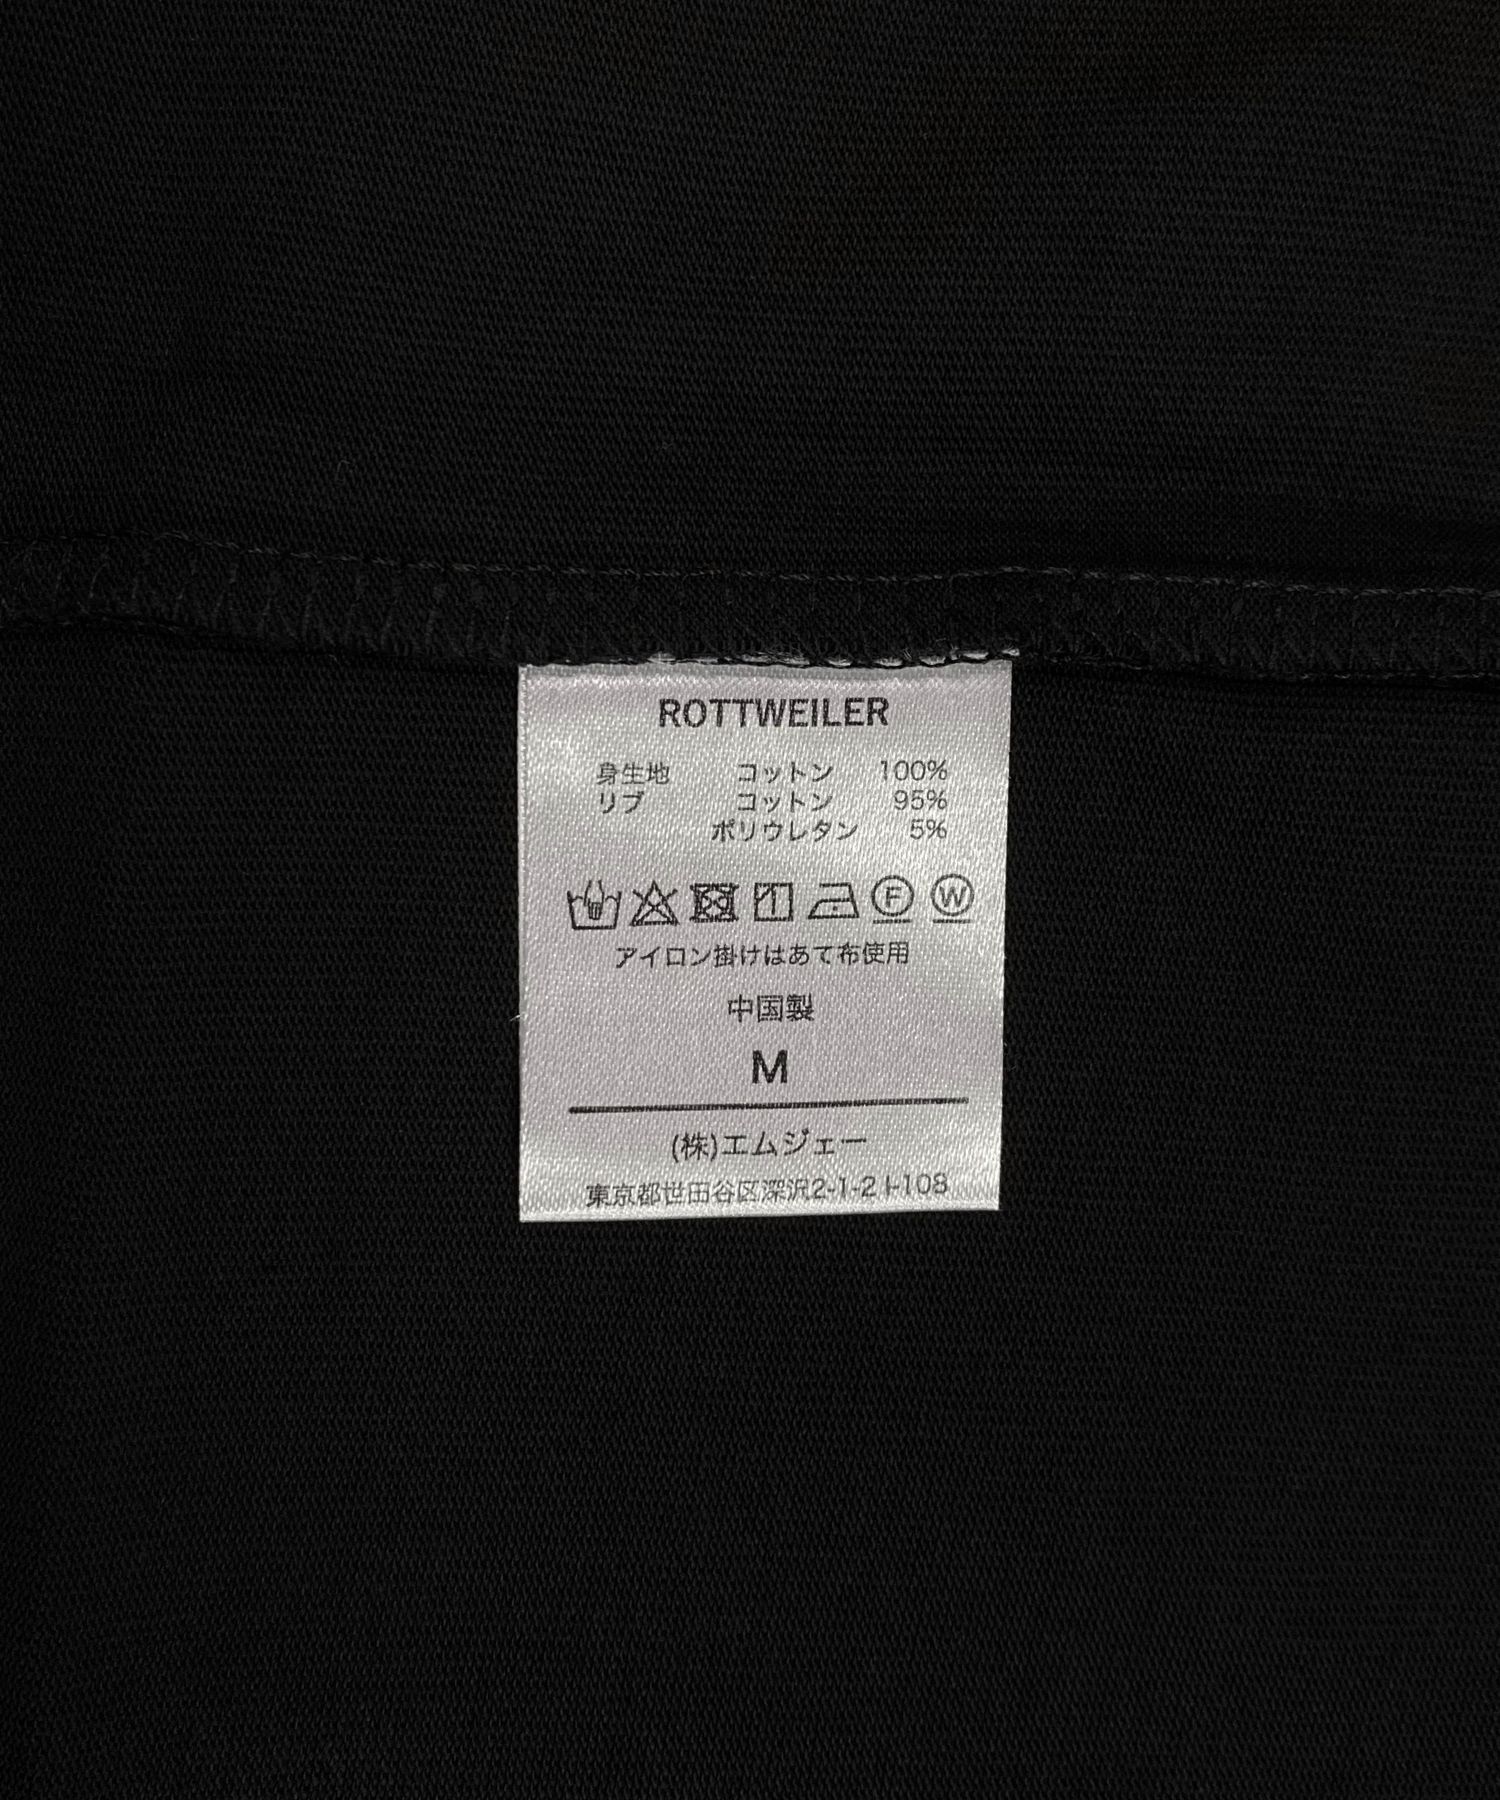 ROTTWEILER
身生地 コットン 100%
リブ コットン 95%
ポリウレタン 5%
F W
アイロン掛けはあて布使用
中国製
M
(株)エムジェー
東京都世田谷区深沢2-1-2 I-108